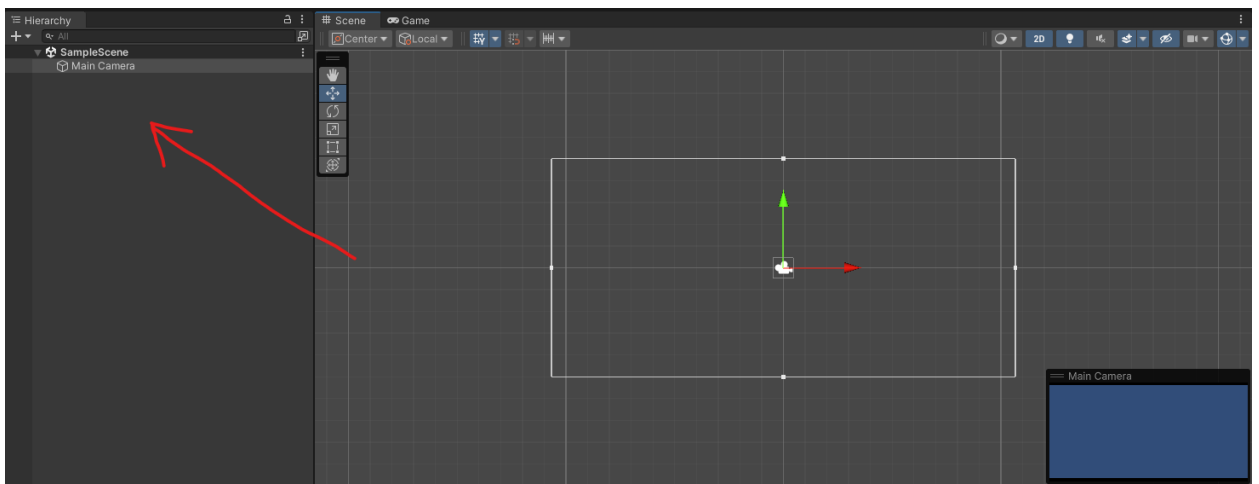 Hierarchy
All
SampleScene
Main Camera
Scene
Game
Center
Local
2D
Main Camera